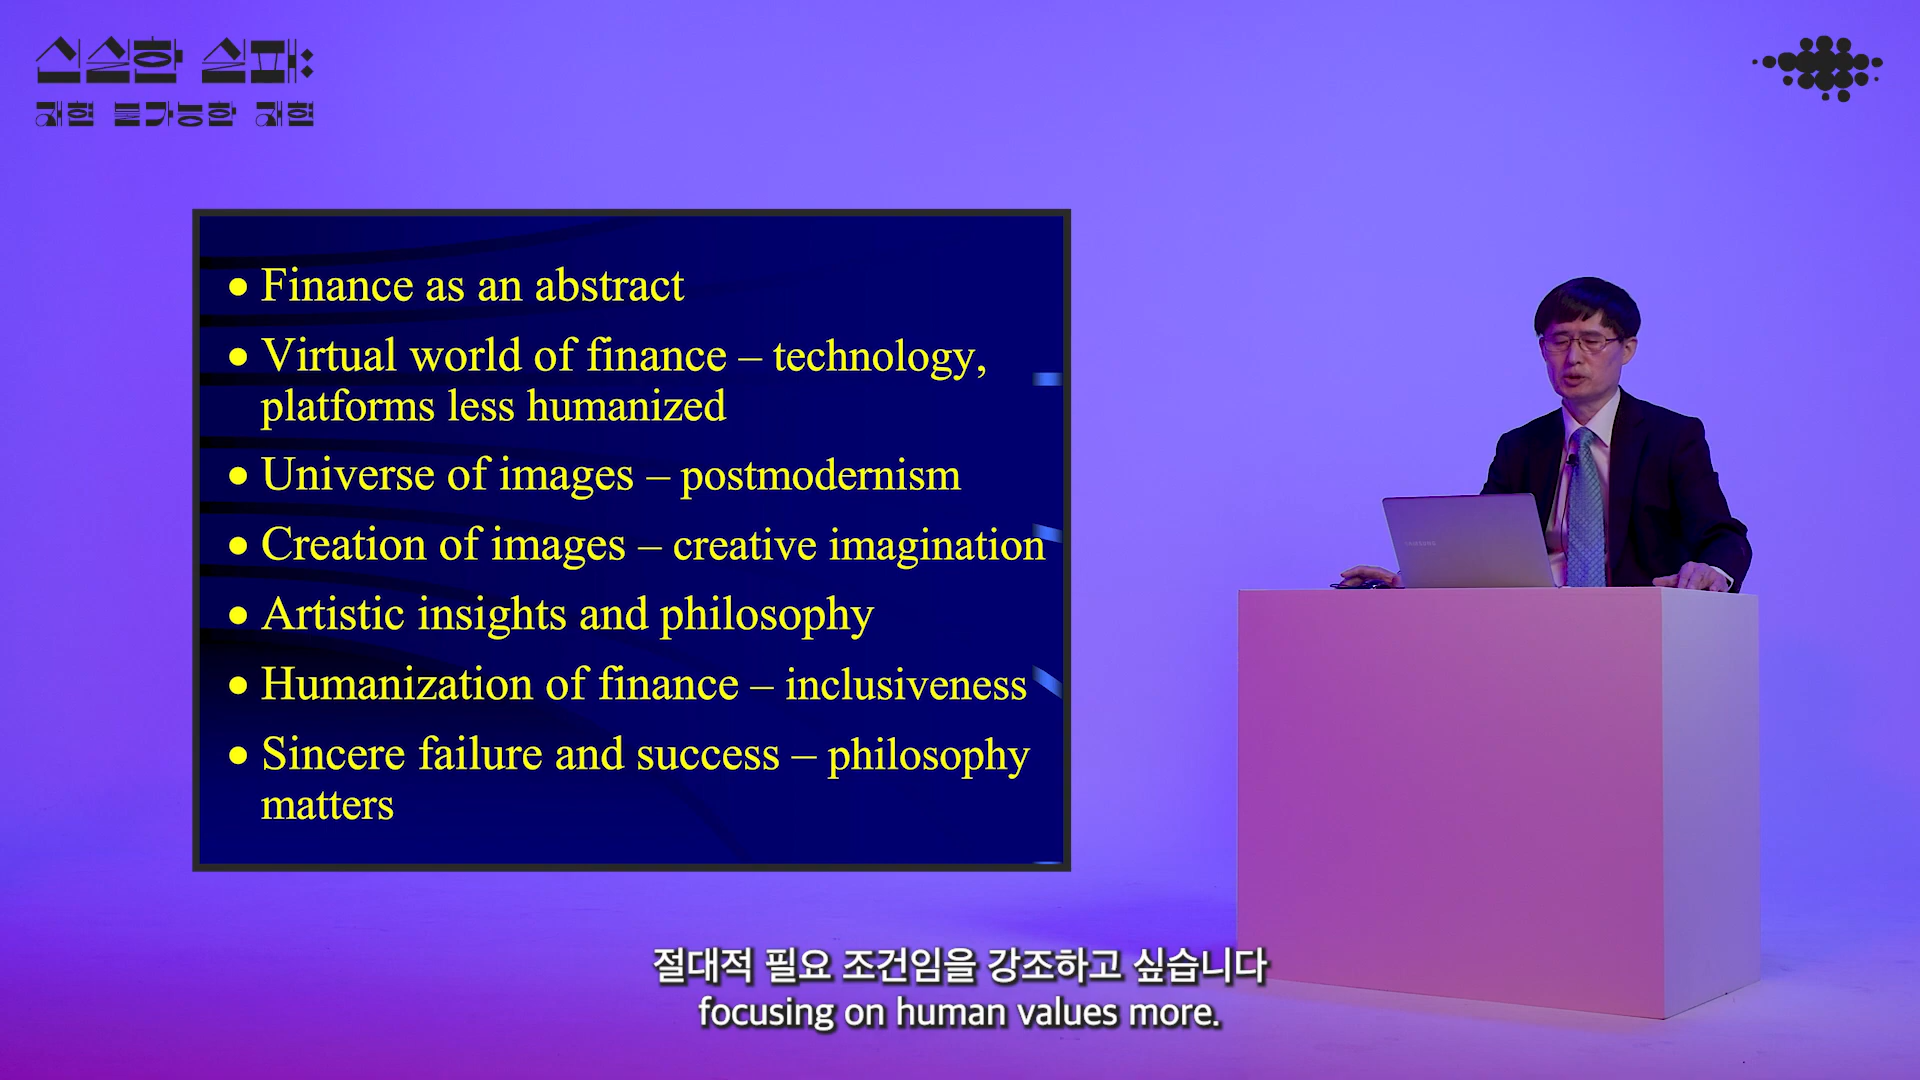 신실한 실패:
재현 불가능한 재현
• Finance as an abstract
• Virtual world of finance – technology,
platforms less humanized
• Universe of images – postmodernism
• Creation of images – creative imagination
• Artistic insights and philosophy
• Humanization of finance – inclusiveness
• Sincere failure and success – philosophy
matters
SAMSUNG
절대적 필요 조건임을 강조하고 싶습니다
focusing on human values more.